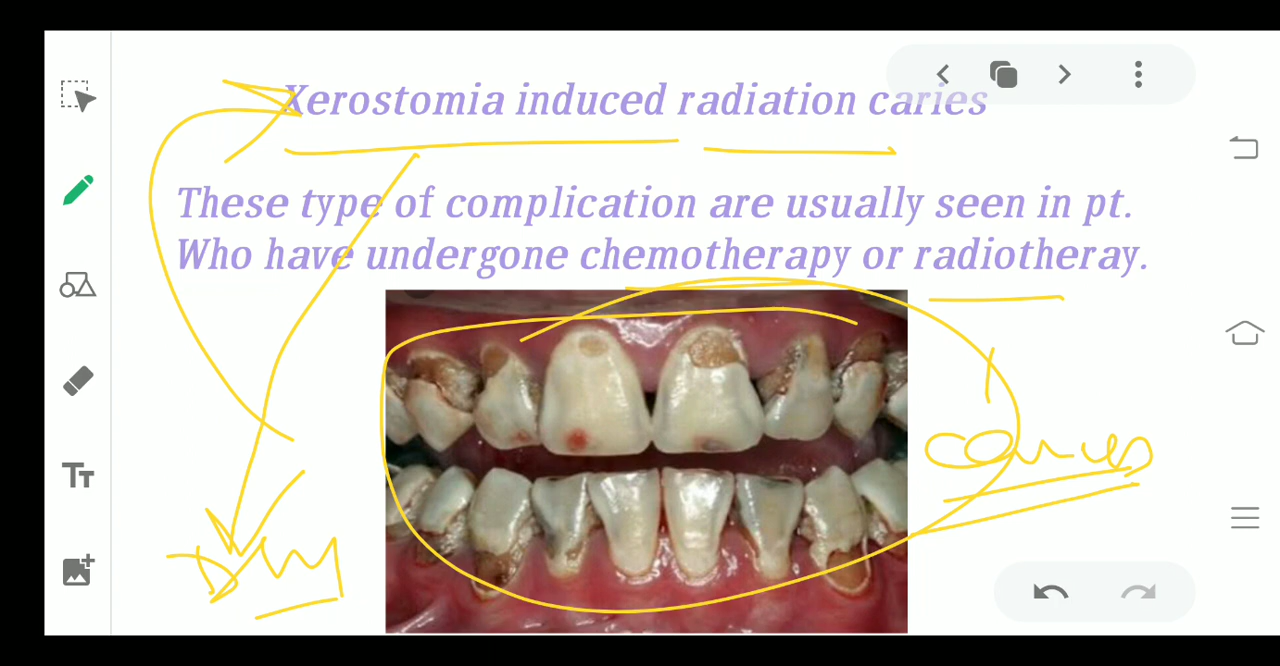 Xerostomia induced radiation caries
These type of complication are usually seen in pt.
Who have undergone chemotherapy or radiotheray.
caries
Dry
Tт